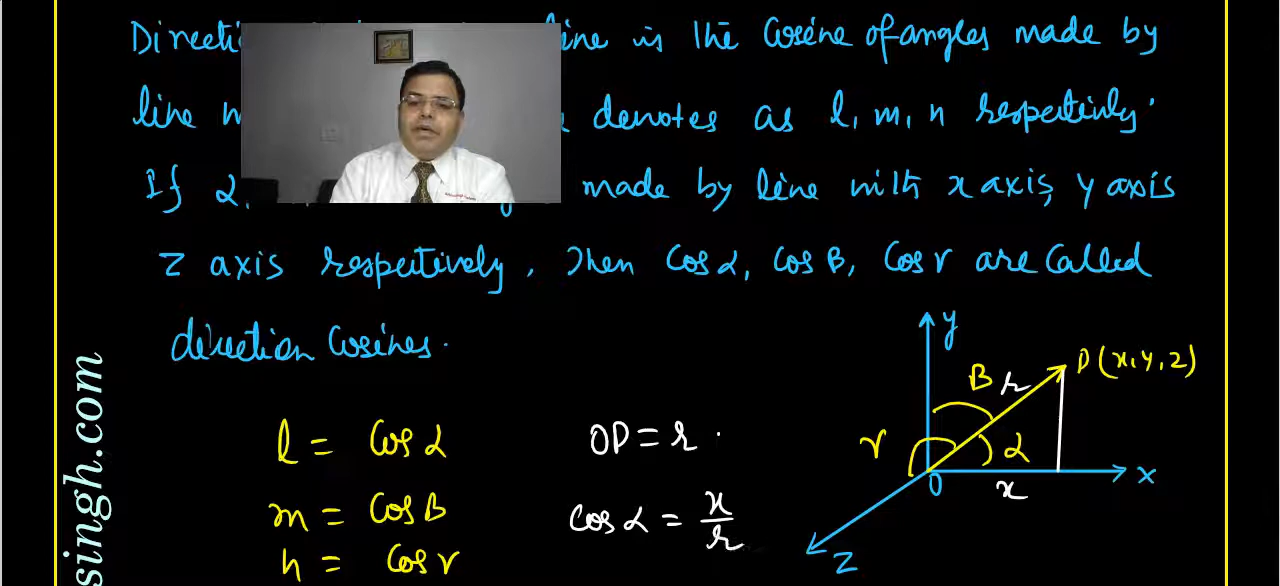 Directi line is the Cosine of angles made by
line m denotes as l, m, n respectively.
If α, made by line with x axis, y axis
z axis respectively, then Cos α, Cos β, Cos γ are called
direction Cosines.
y
P (x, y, z)
β r
l = Cos α
OP = r
γ
α
O
x
x
m = Cos β
cos α = x/r
n = Cos γ
z
singh.com